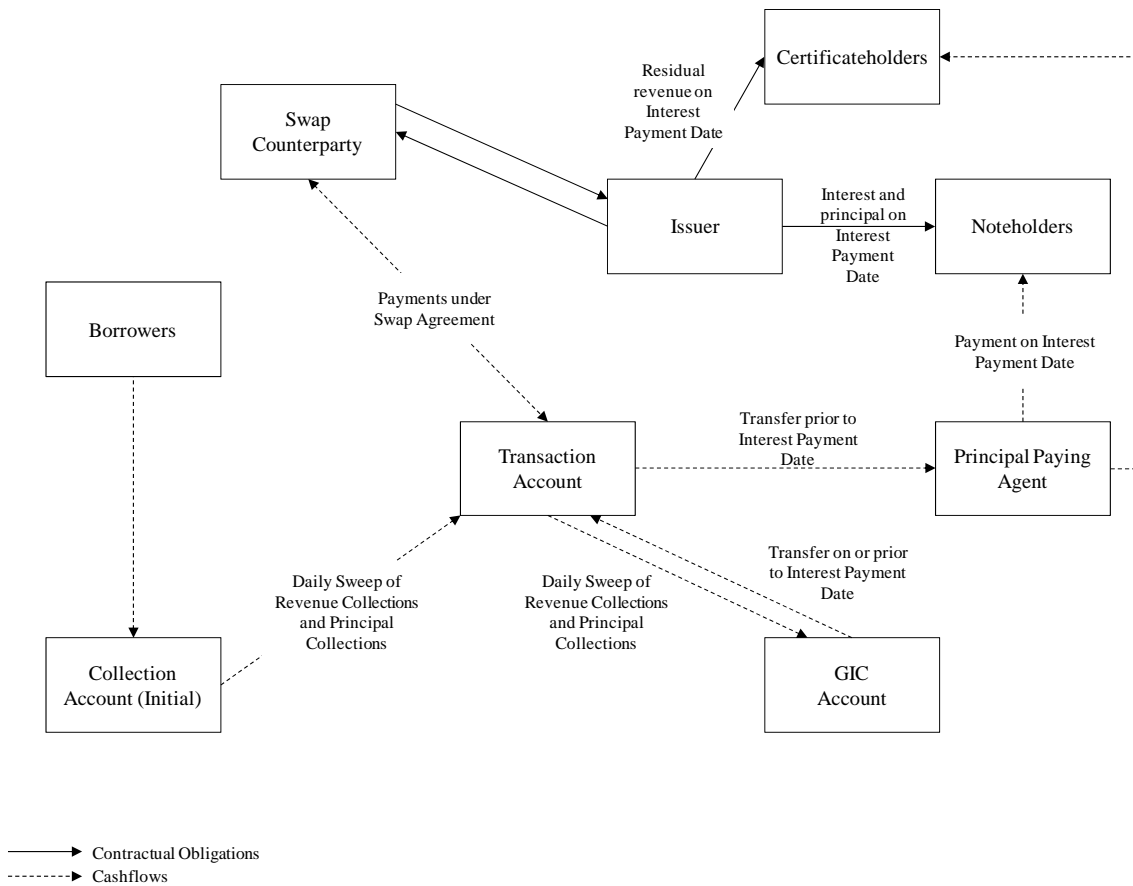 Certificateholders
Residual
revenue on
Interest
Payment Date
Swap
Counterparty
Issuer
Interest and
principal on
Interest
Payment
Date
Noteholders
Borrowers
Payments under
Swap Agreement
Payment on Interest
Payment Date
Transaction
Account
Transfer prior to
Interest Payment
Date
Principal Paying
Agent
Daily Sweep of
Revenue Collections
and Principal
Collections
Daily Sweep of
Revenue Collections
and Principal
Collections
Transfer on or prior
to Interest Payment
Date
Collection
Account (Initial)
GIC
Account
Contractual Obligations
Cashflows